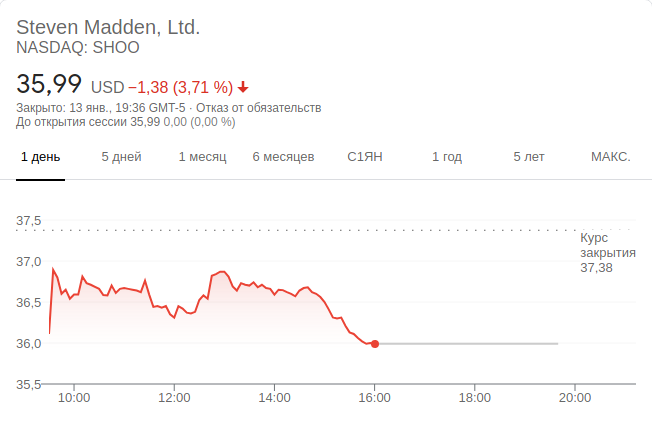 Steven Madden, Ltd.
NASDAQ: SHOO
35,99 USD −1,38 (3,71 %)
Закрыто: 13 янв., 19:36 GMT-5 · Отказ от обязательств
До открытия сессии 35,99 0,00 (0,00 %)
1 день 5 дней 1 месяц 6 месяцев С1ЯН 1 год 5 лет МАКС.
37,5
Курс
закрытия
37,38
37,0
36,5
36,0
35,5
10:00 12:00 14:00 16:00 18:00 20:00